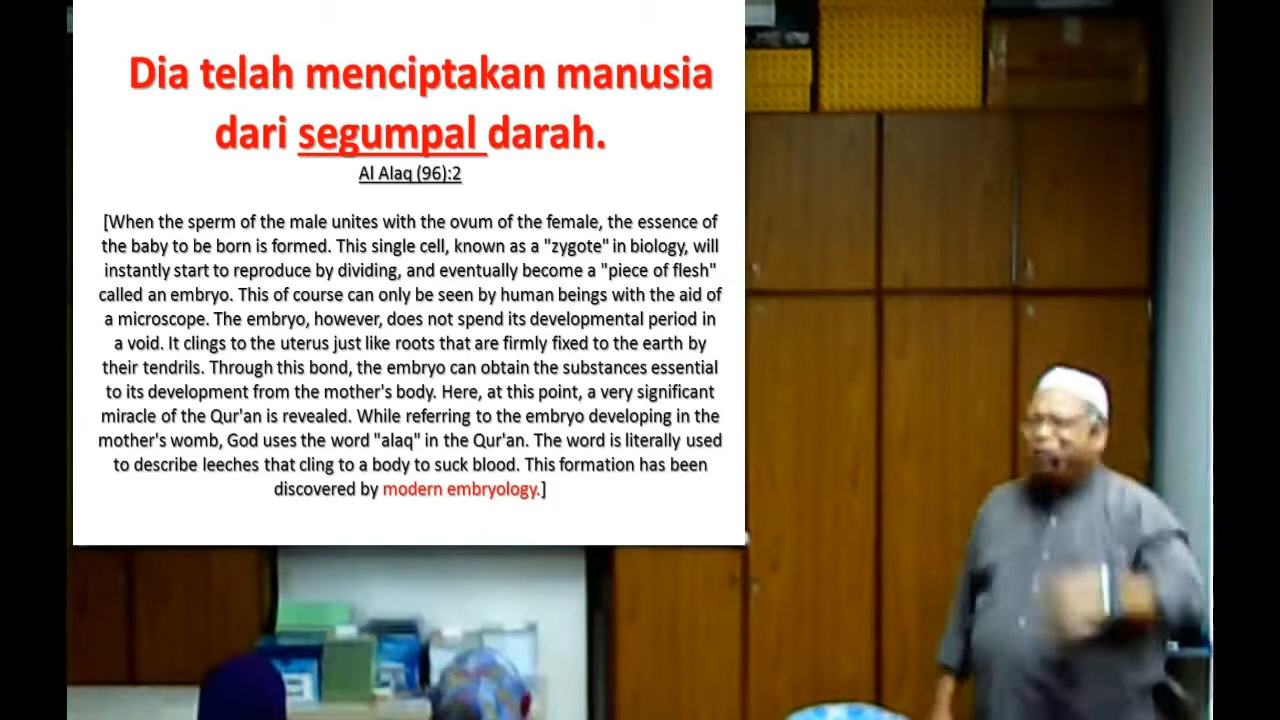 Dia telah menciptakan manusia
dari segumpal darah.
Al Alaq (96):2
[When the sperm of the male unites with the ovum of the female, the essence of
the baby to be born is formed. This single cell, known as a "zygote" in biology, will
instantly start to reproduce by dividing, and eventually become a "piece of flesh"
called an embryo. This of course can only be seen by human beings with the aid of
a microscope. The embryo, however, does not spend its developmental period in
a void. It clings to the uterus just like roots that are firmly fixed to the earth by
their tendrils. Through this bond, the embryo can obtain the substances essential
to its development from the mother's body. Here, at this point, a very significant
miracle of the Qur'an is revealed. While referring to the embryo developing in the
mother's womb, God uses the word "alaq" in the Qur'an. The word is literally used
to describe leeches that cling to a body to suck blood. This formation has been
discovered by modern embryology.]